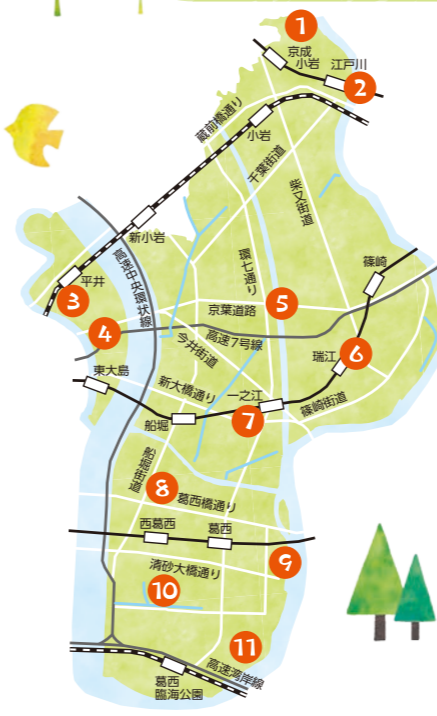 1
京成
小岩
江戸川
2
蔵前橋通り
小岩
千葉街道
柴又街道
新小岩
高速中央環状線
環七通り
篠崎
平井
3
京葉道路
5
4
高速7号線
今井街道
瑞江
6
東大島
新大橋通り
一之江
篠崎街道
船堀
7
船堀街道
8
葛西橋通り
西葛西
葛西
9
清砂大橋通り
10
11
高速湾岸線
葛西
臨海公園